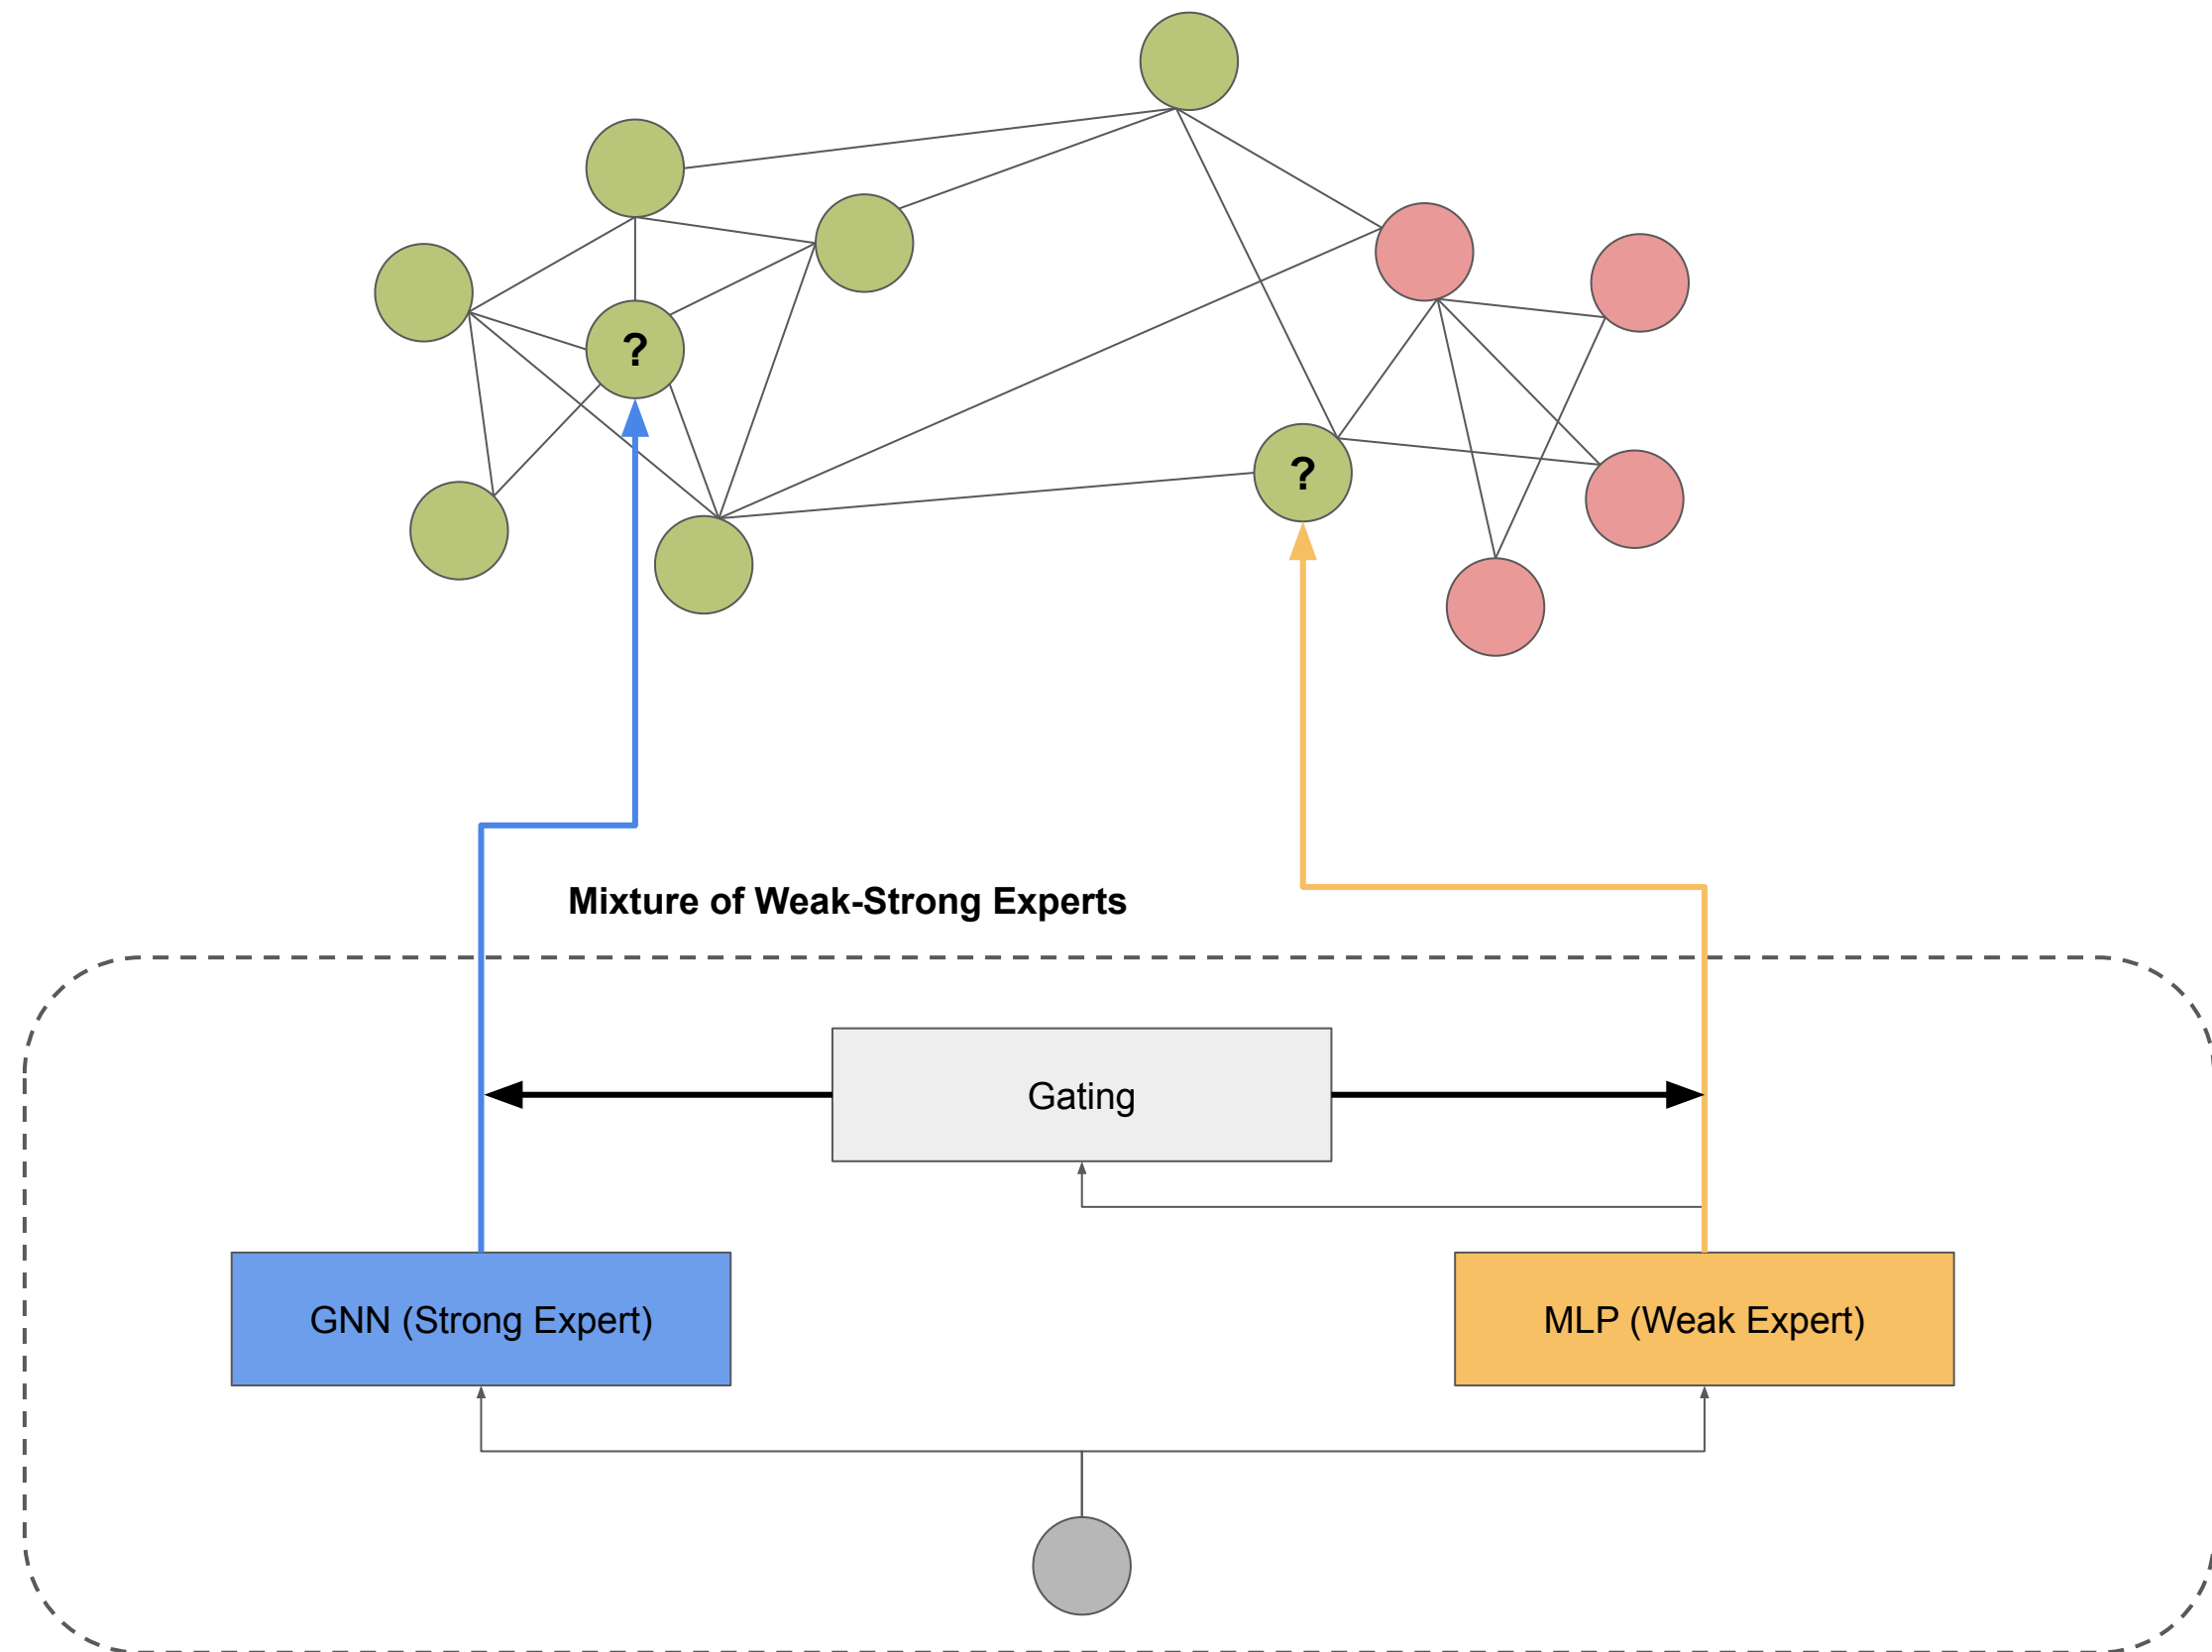 ?
?
Mixture of Weak-Strong Experts
Gating
GNN (Strong Expert)
MLP (Weak Expert)